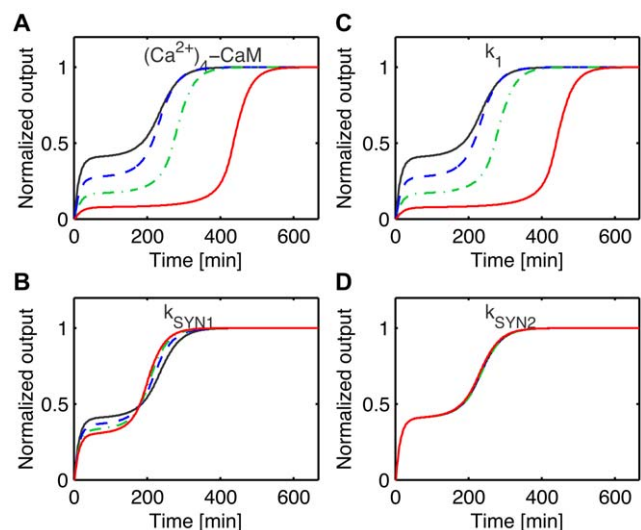 A
(Ca²⁺)₄–CaM
Normalized output
1
0.5
0
0 200 400 600
Time [min]
C
k₁
Normalized output
1
0.5
0
0 200 400 600
Time [min]
B
k_SYN1
Normalized output
1
0.5
0
0 200 400 600
Time [min]
D
k_SYN2
Normalized output
1
0.5
0
0 200 400 600
Time [min]